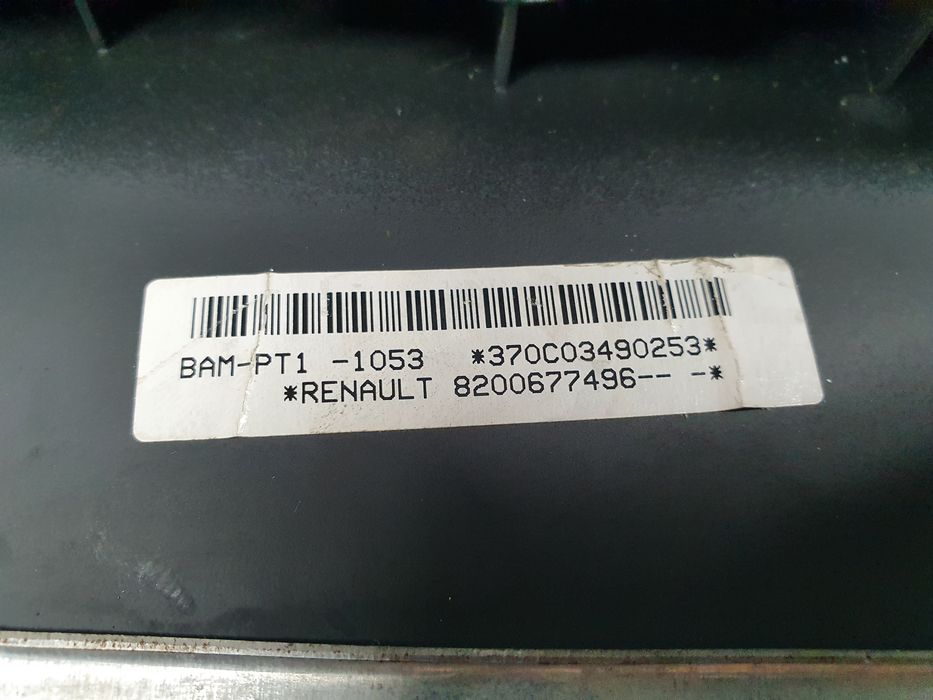 BAM-PT1 -1053 *370C03490253*
*RENAULT 8200677496-- -*